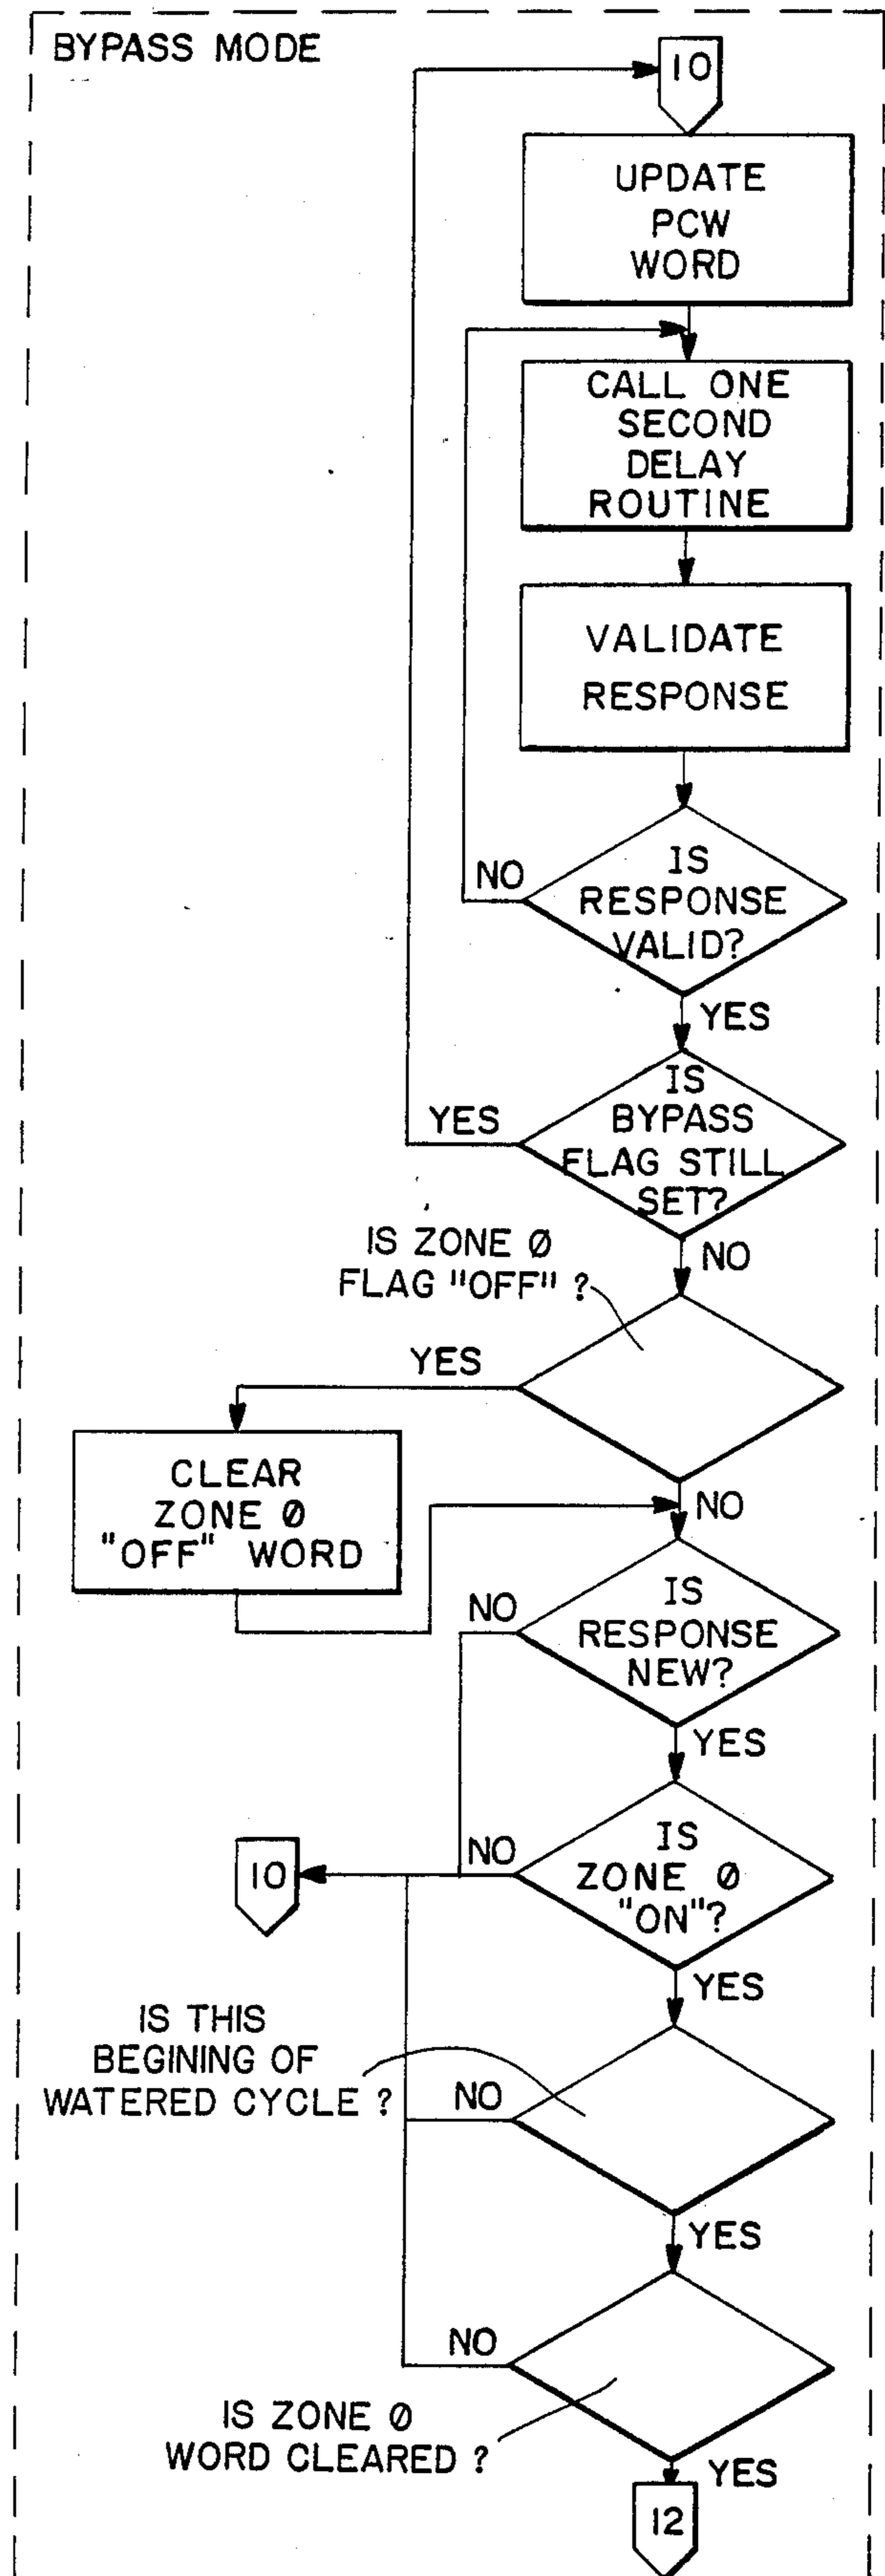 BYPASS MODE
10
UPDATE
PCW
WORD
CALL ONE
SECOND
DELAY
ROUTINE
VALIDATE
RESPONSE
IS
RESPONSE
VALID?
NO
YES
IS
BYPASS
FLAG STILL
SET?
YES
NO
IS ZONE Ø
FLAG "OFF" ?
YES
NO
CLEAR
ZONE Ø
"OFF" WORD
IS
RESPONSE
NEW?
NO
YES
IS
ZONE Ø
"ON"?
NO
10
YES
IS THIS
BEGINING OF
WATERED CYCLE ?
NO
YES
NO
IS ZONE Ø
WORD CLEARED ?
YES
12